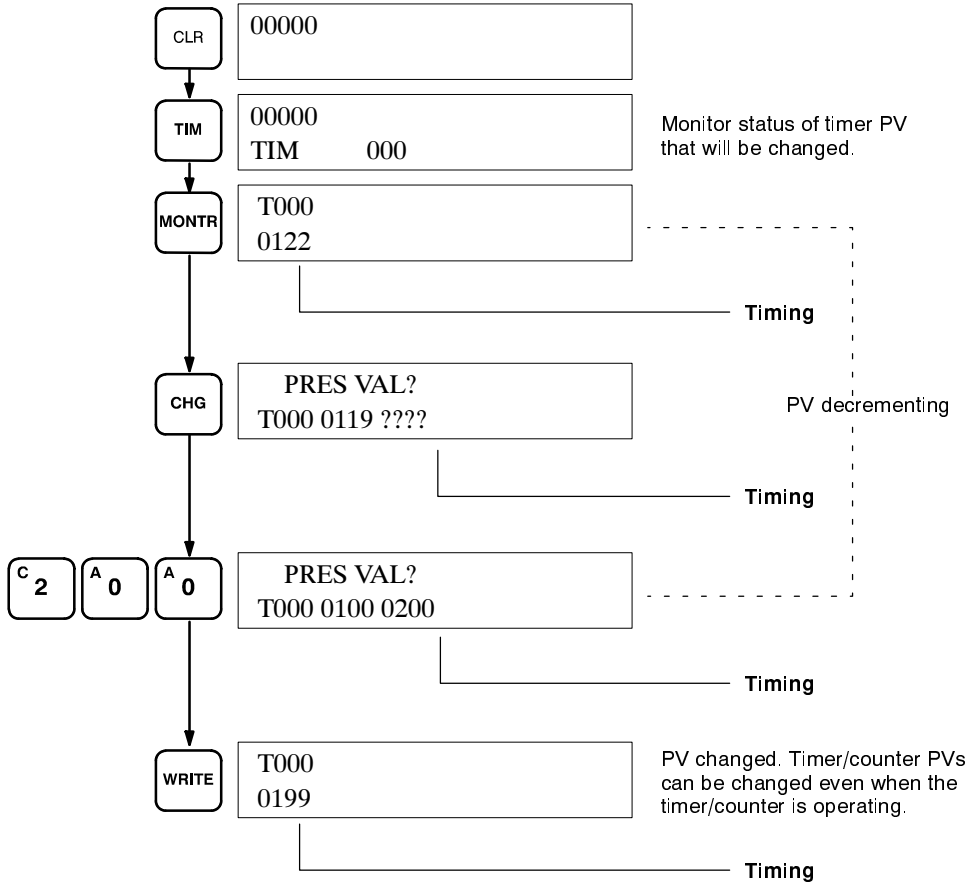 CLR
00000
TIM
00000
TIM 000
Monitor status of timer PV
that will be changed.
MONTR
T000
0122
Timing
CHG
PRES VAL?
T000 0119 ????
PV decrementing
Timing
C 2
A 0
A 0
PRES VAL?
T000 0100 0200
Timing
WRITE
T000
0199
PV changed. Timer/counter PVs
can be changed even when the
timer/counter is operating.
Timing